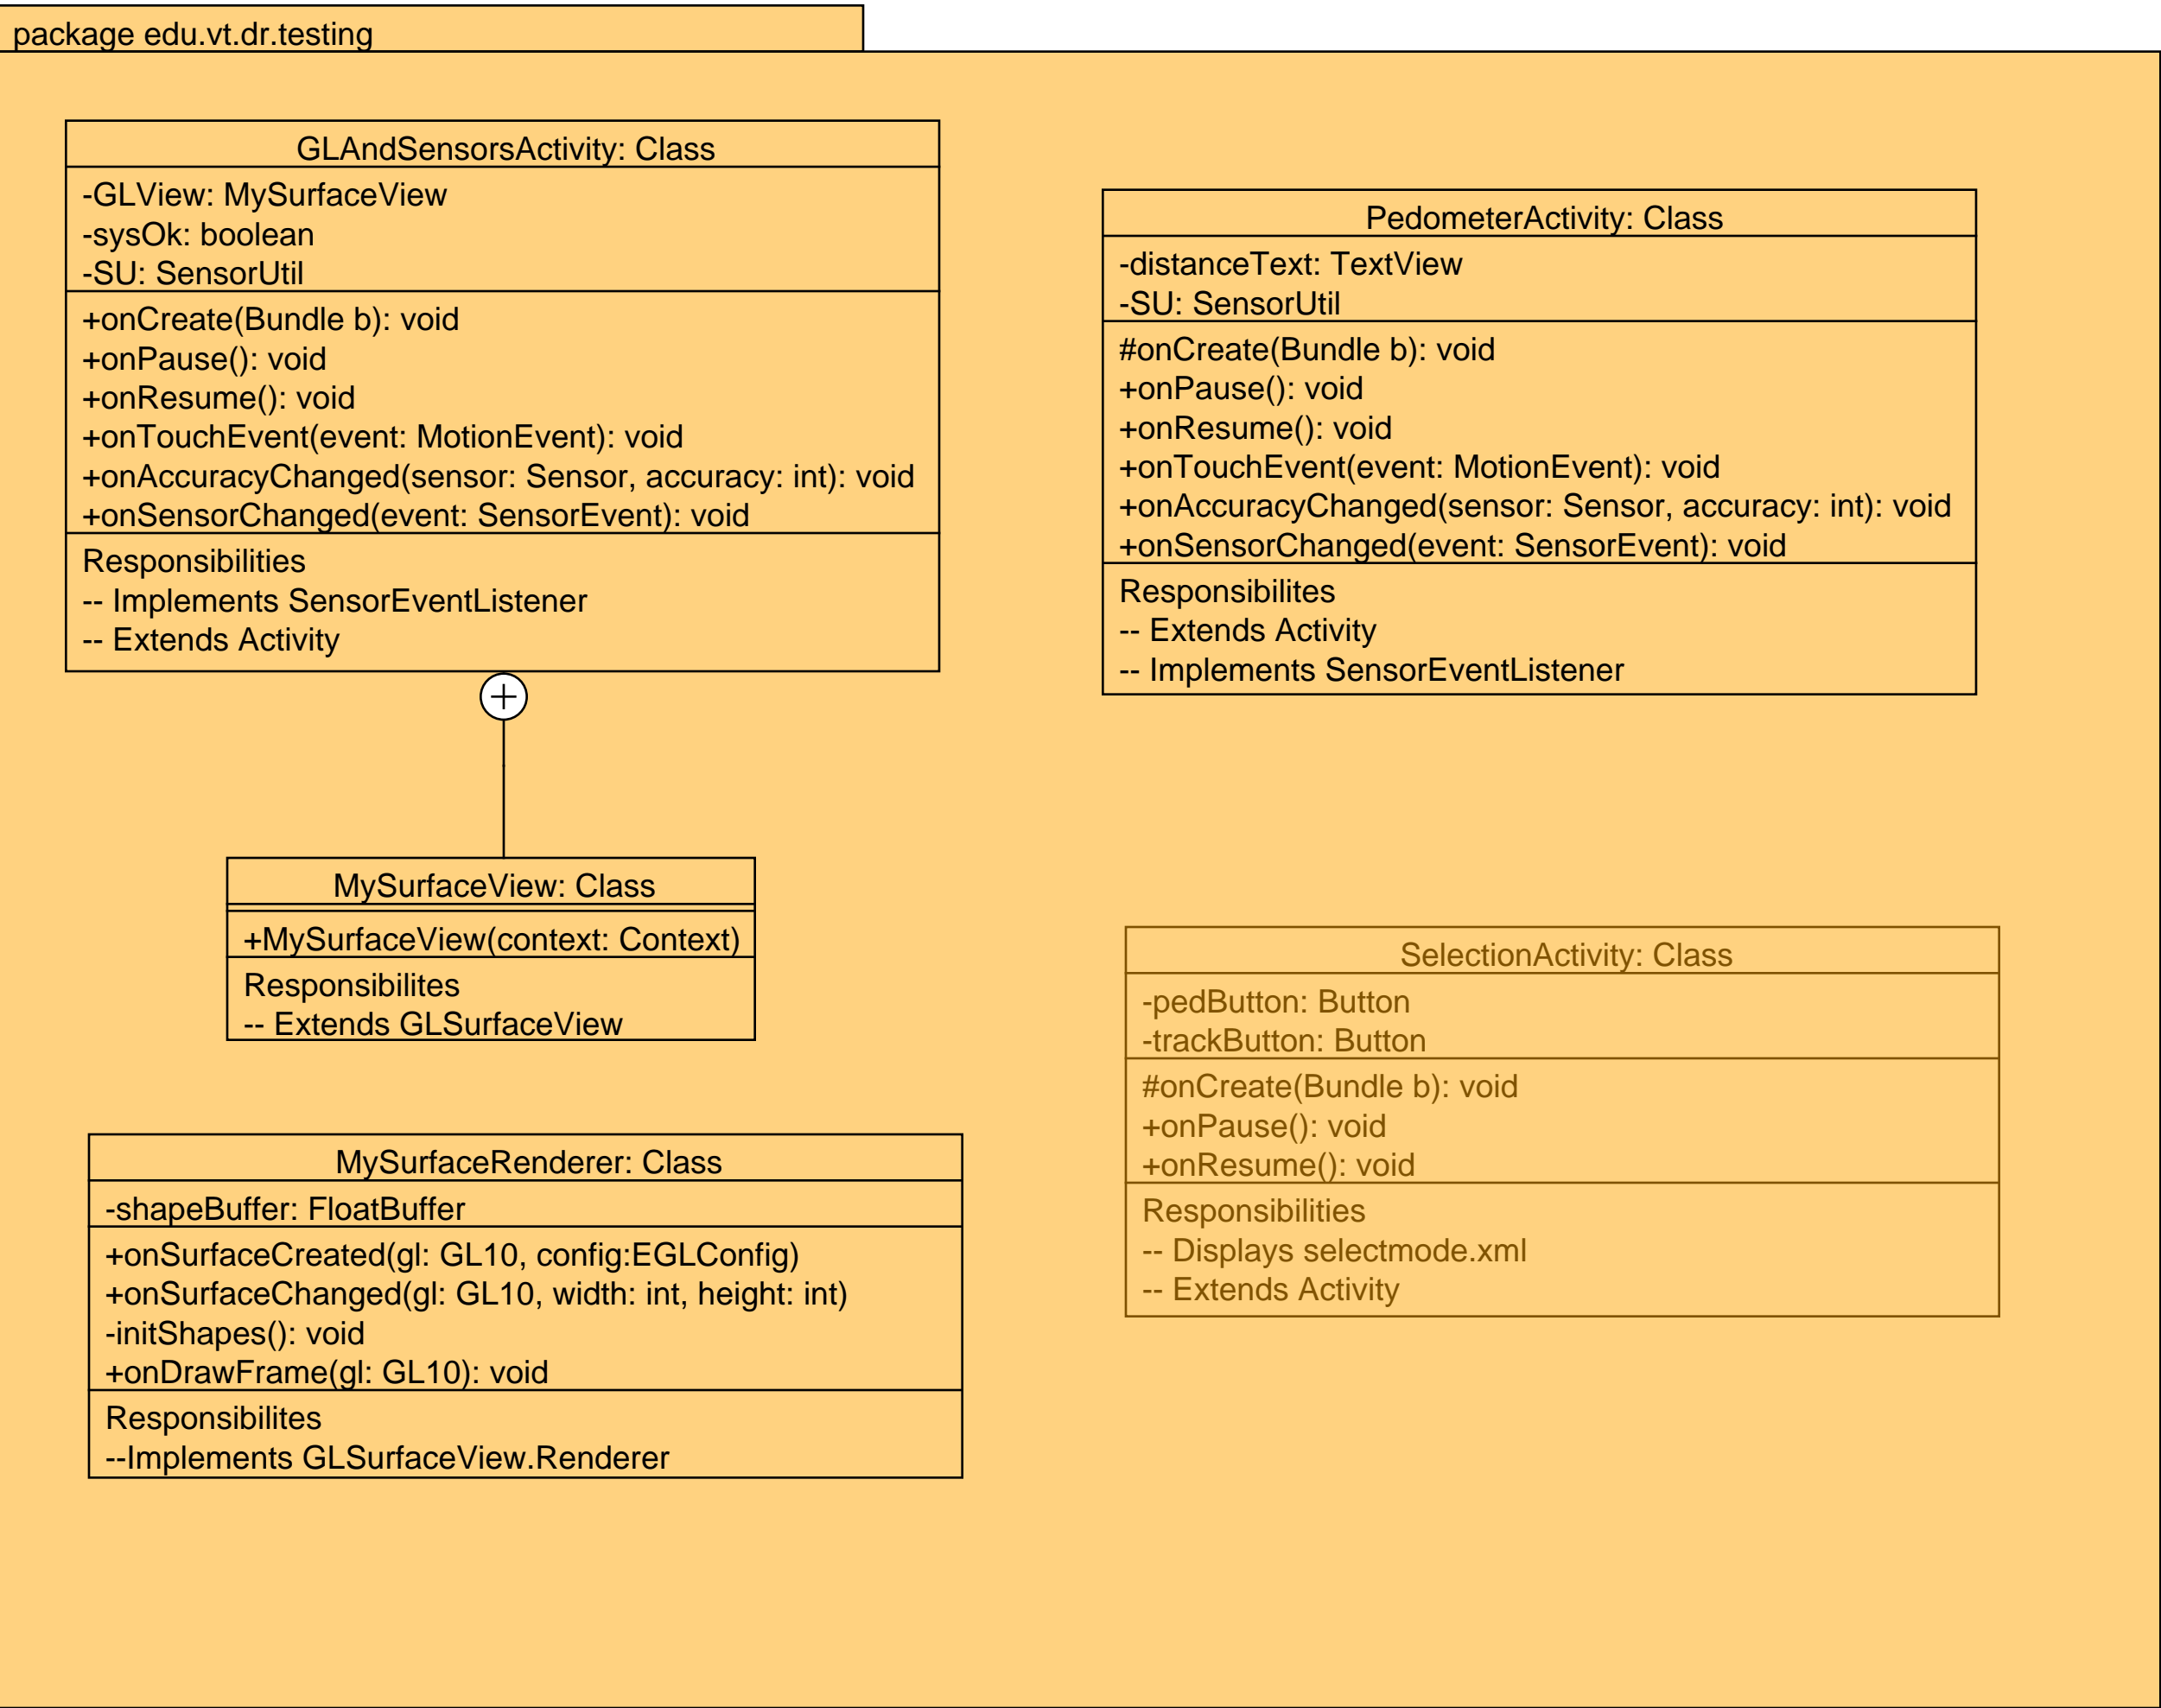 package edu.vt.dr.testing
GLAndSensorsActivity: Class
-GLView: MySurfaceView
-sysOk: boolean
-SU: SensorUtil
+onCreate(Bundle b): void
+onPause(): void
+onResume(): void
+onTouchEvent(event: MotionEvent): void
+onAccuracyChanged(sensor: Sensor, accuracy: int): void
+onSensorChanged(event: SensorEvent): void
Responsibilities
-- Implements SensorEventListener
-- Extends Activity
PedometerActivity: Class
-distanceText: TextView
-SU: SensorUtil
#onCreate(Bundle b): void
+onPause(): void
+onResume(): void
+onTouchEvent(event: MotionEvent): void
+onAccuracyChanged(sensor: Sensor, accuracy: int): void
+onSensorChanged(event: SensorEvent): void
Responsibilites
-- Extends Activity
-- Implements SensorEventListener
MySurfaceView: Class
+MySurfaceView(context: Context)
Responsibilites
-- Extends GLSurfaceView
SelectionActivity: Class
-pedButton: Button
-trackButton: Button
#onCreate(Bundle b): void
+onPause(): void
+onResume(): void
Responsibilities
-- Displays selectmode.xml
-- Extends Activity
MySurfaceRenderer: Class
-shapeBuffer: FloatBuffer
+onSurfaceCreated(gl: GL10, config:EGLConfig)
+onSurfaceChanged(gl: GL10, width: int, height: int)
-initShapes(): void
+onDrawFrame(gl: GL10): void
Responsibilites
--Implements GLSurfaceView.Renderer